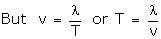 But v = λ/T or T = λ/v